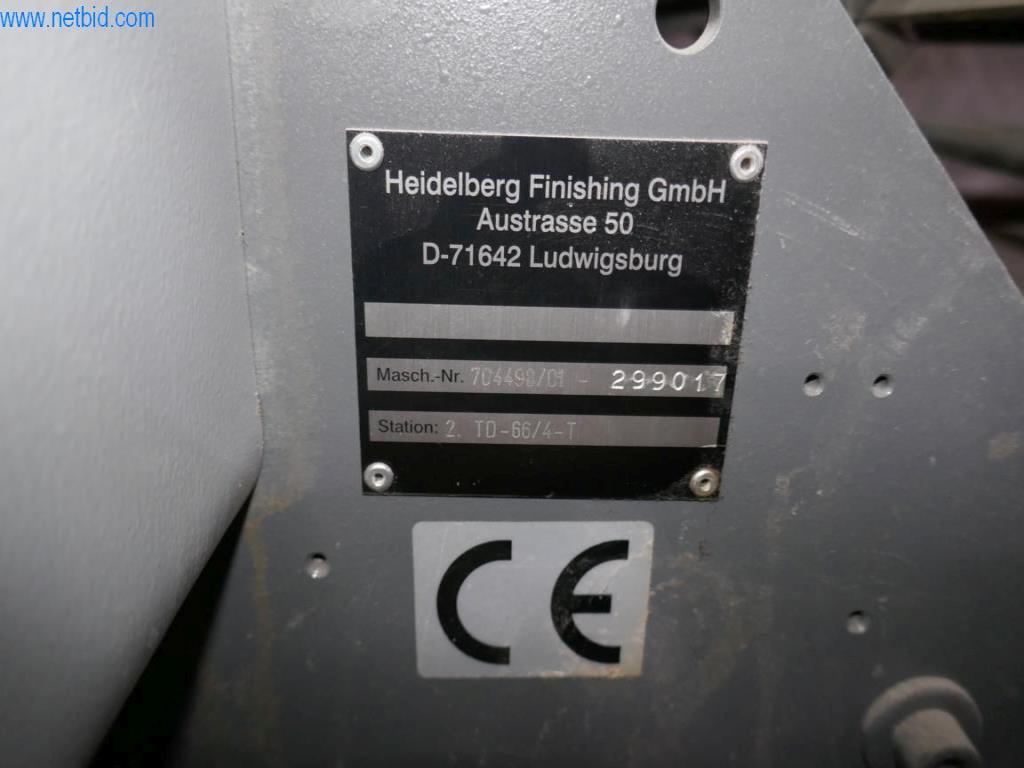 www.netbid.com
Heidelberg Finishing GmbH
Austrasse 50
D-71642 Ludwigsburg
Masch.-Nr. 704498/01 - 299017
Station: 2. TD-66/4-T
CE